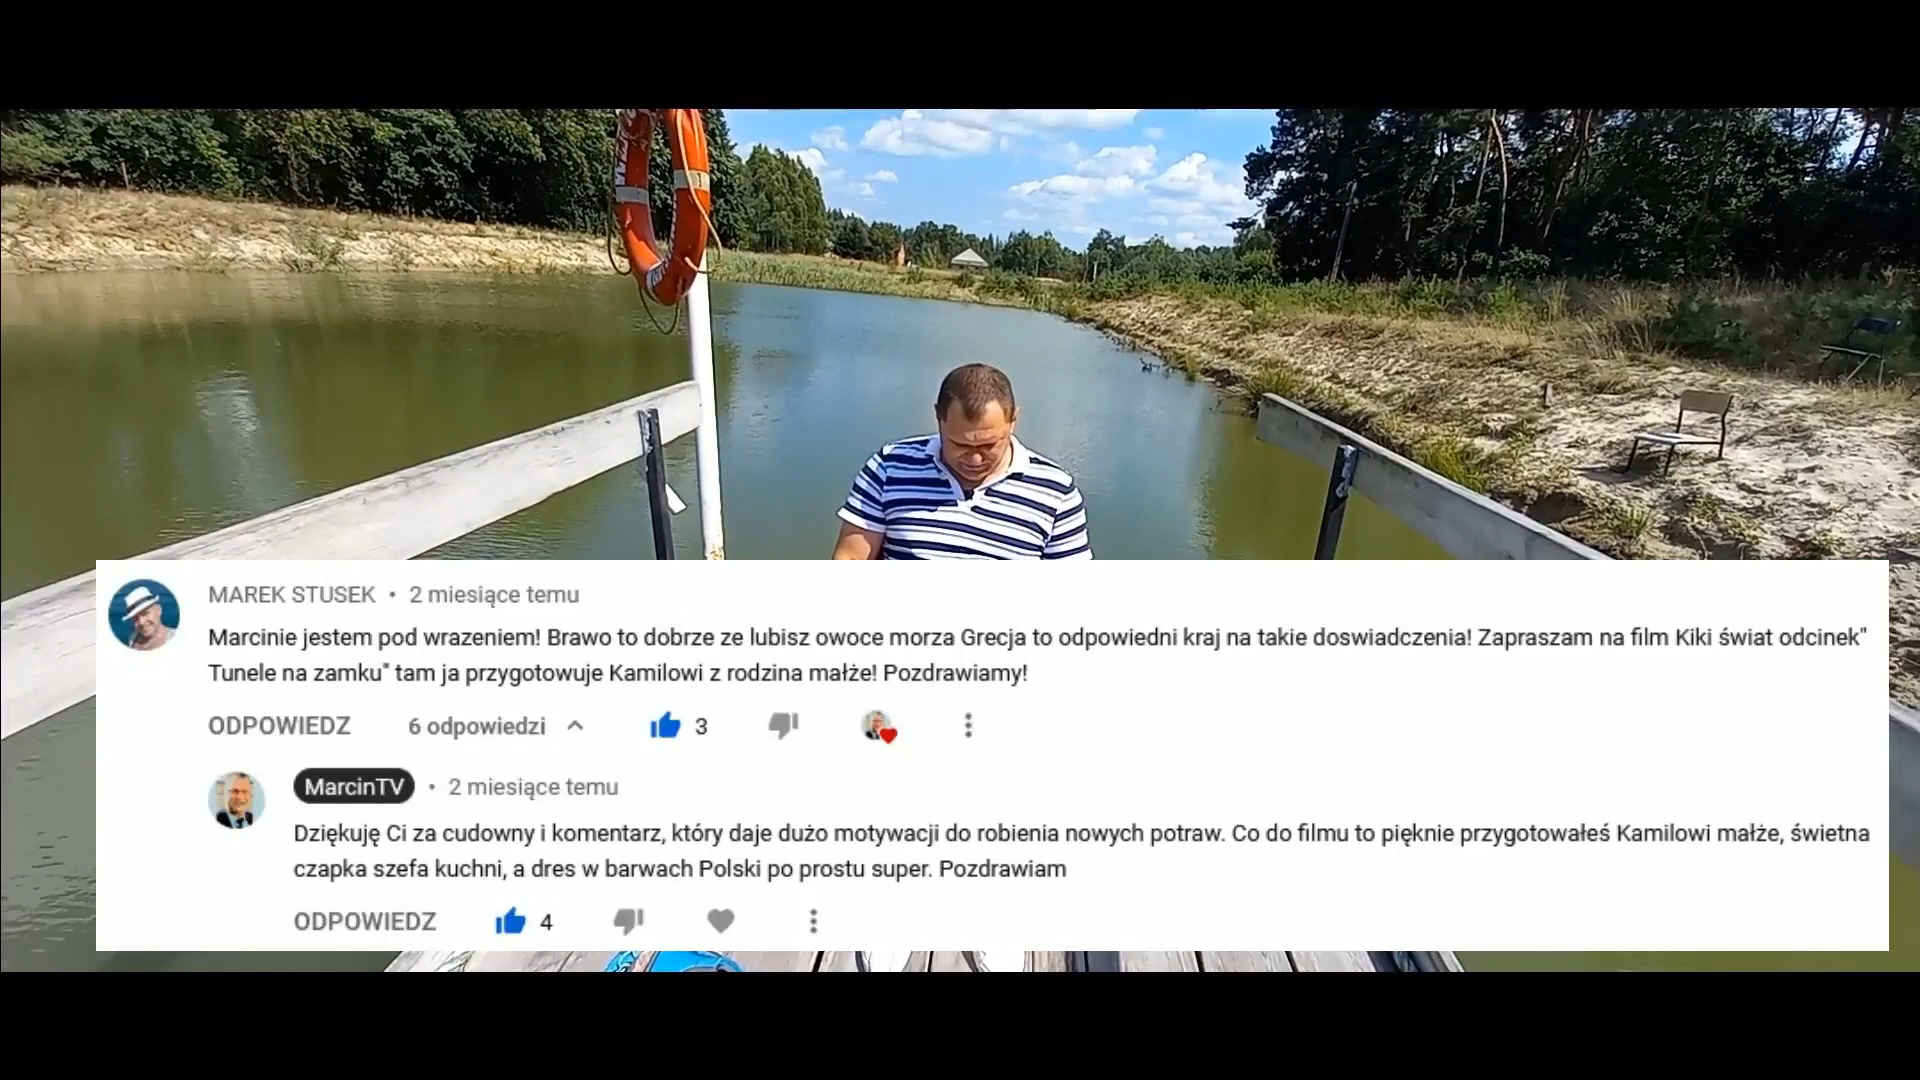 MAREK STUSEK • 2 miesiące temu
Marcinie jestem pod wrazeniem! Brawo to dobrze ze lubisz owoce morza Grecja to odpowiedni kraj na takie doswiadczenia! Zapraszam na film Kiki świat odcinek"
Tunele na zamku" tam ja przygotowuje Kamilowi z rodzina małże! Pozdrawiamy!
ODPOWIEDZ 6 odpowiedzi 3
MarcinTV • 2 miesiące temu
Dziękuję Ci za cudowny i komentarz, który daje dużo motywacji do robienia nowych potraw. Co do filmu to pięknie przygotowałeś Kamilowi małże, świetna
czapka szefa kuchni, a dres w barwach Polski po prostu super. Pozdrawiam
ODPOWIEDZ 4